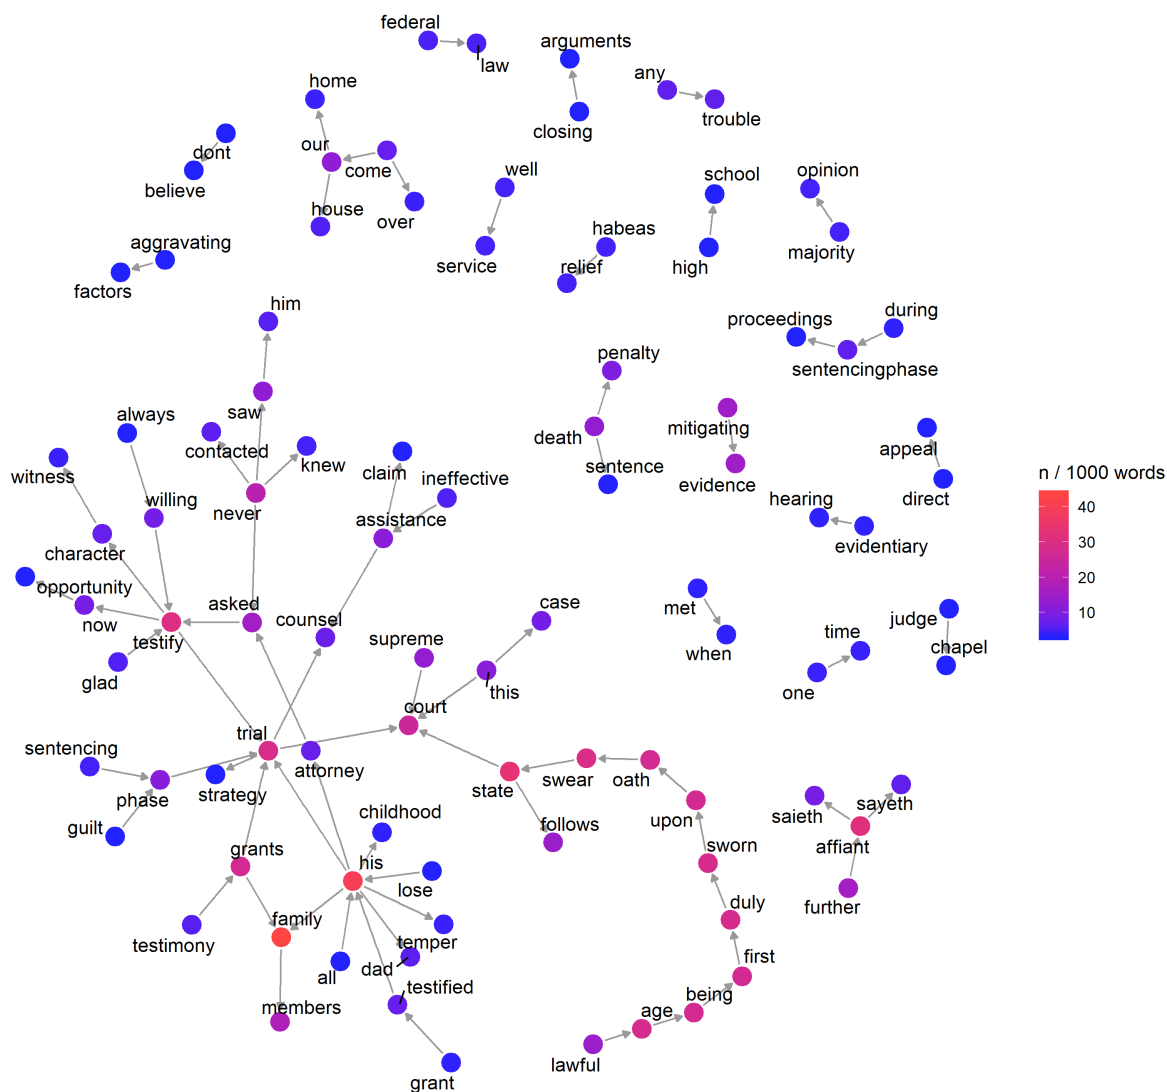 federal
law
arguments
closing
any
trouble
home
our
come
house
over
dont
believe
well
service
school
high
opinion
majority
habeas
relief
aggravating
factors
him
saw
proceedings
during
sentencingphase
penalty
death
sentence
mitigating
evidence
appeal
direct
always
contacted
knew
never
claim
ineffective
assistance
witness
willing
character
hearing
evidentiary
n / 1000 words
40
30
20
10
opportunity
now
asked
testify
glad
counsel
supreme
case
this
met
when
time
one
judge
chapel
court
trial
attorney
strategy
sentencing
phase
guilt
state
swear
oath
follows
upon
sworn
saieth
sayeth
affiant
further
childhood
his
lose
grants
family
testimony
temper
dad
all
testified
members
grant
duly
first
being
age
lawful